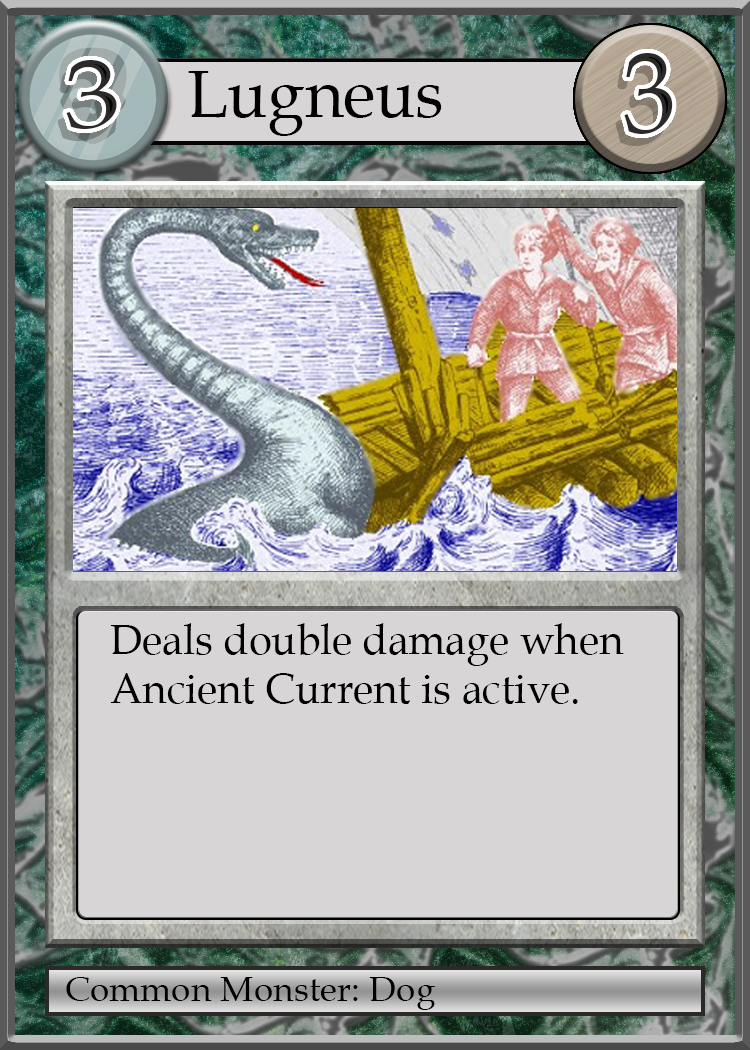 3 Lugneus 3
Deals double damage when
Ancient Current is active.
Common Monster: Dog